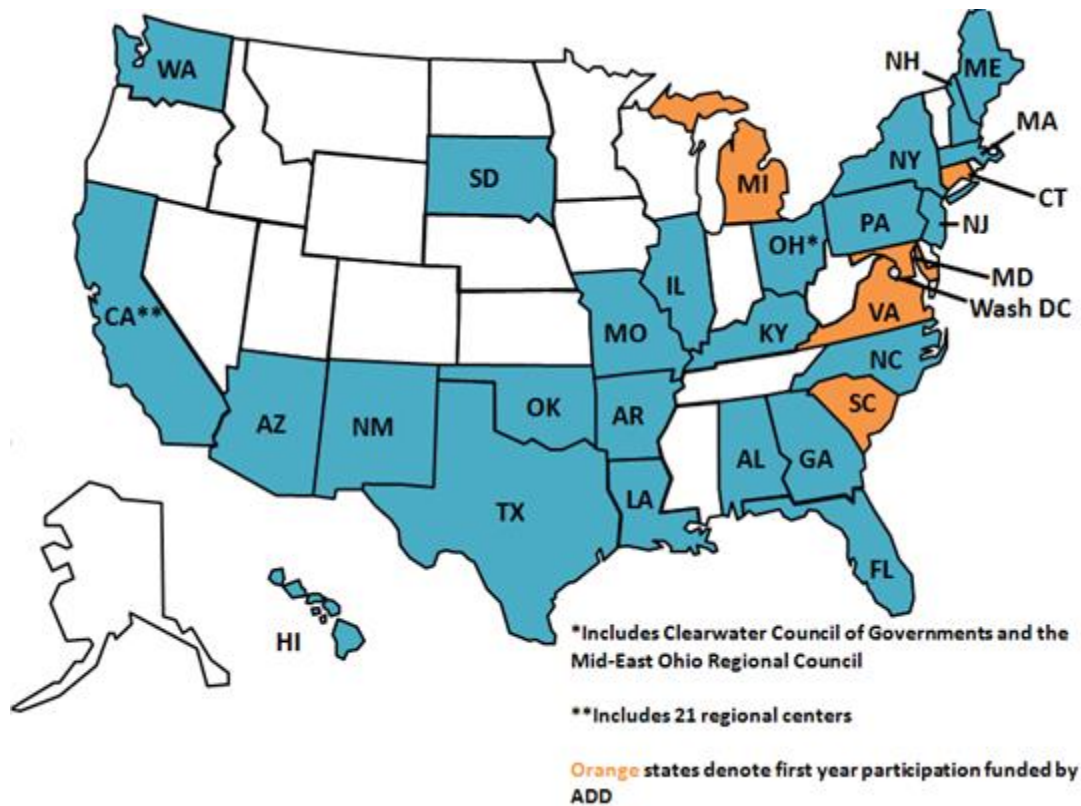 WA
NH
ME
MA
NY
SD
MI
CT
PA
NJ
OH*
MD
IL
Wash DC
CA**
VA
MO
KY
NC
OK
SC
AZ
NM
AR
AL
GA
LA
TX
FL
HI
*Includes Clearwater Council of Governments and the
Mid-East Ohio Regional Council
**Includes 21 regional centers
Orange states denote first year participation funded by
ADD